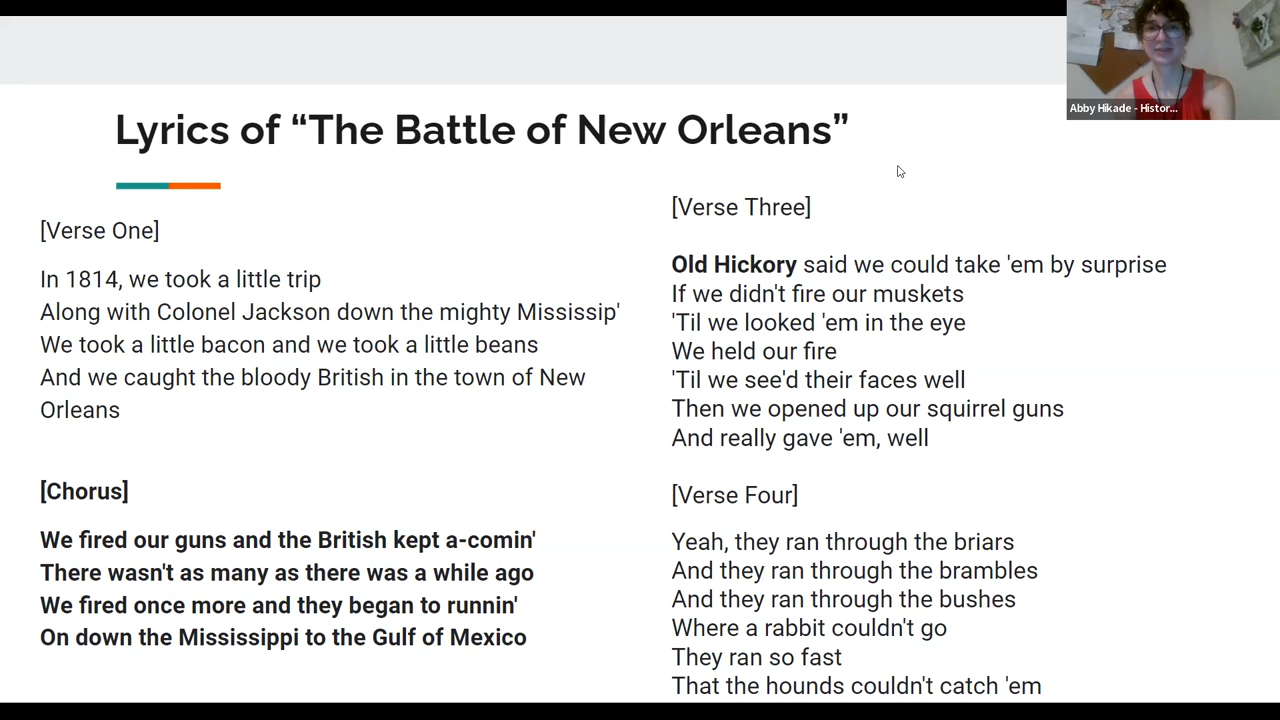 Abby Hikade - Histor...
Lyrics of “The Battle of New Orleans”
[Verse One]
In 1814, we took a little trip
Along with Colonel Jackson down the mighty Mississip'
We took a little bacon and we took a little beans
And we caught the bloody British in the town of New
Orleans
[Chorus]
We fired our guns and the British kept a-comin'
There wasn't as many as there was a while ago
We fired once more and they began to runnin'
On down the Mississippi to the Gulf of Mexico
[Verse Three]
Old Hickory said we could take 'em by surprise
If we didn't fire our muskets
'Til we looked 'em in the eye
We held our fire
'Til we see'd their faces well
Then we opened up our squirrel guns
And really gave 'em, well
[Verse Four]
Yeah, they ran through the briars
And they ran through the brambles
And they ran through the bushes
Where a rabbit couldn't go
They ran so fast
That the hounds couldn't catch 'em